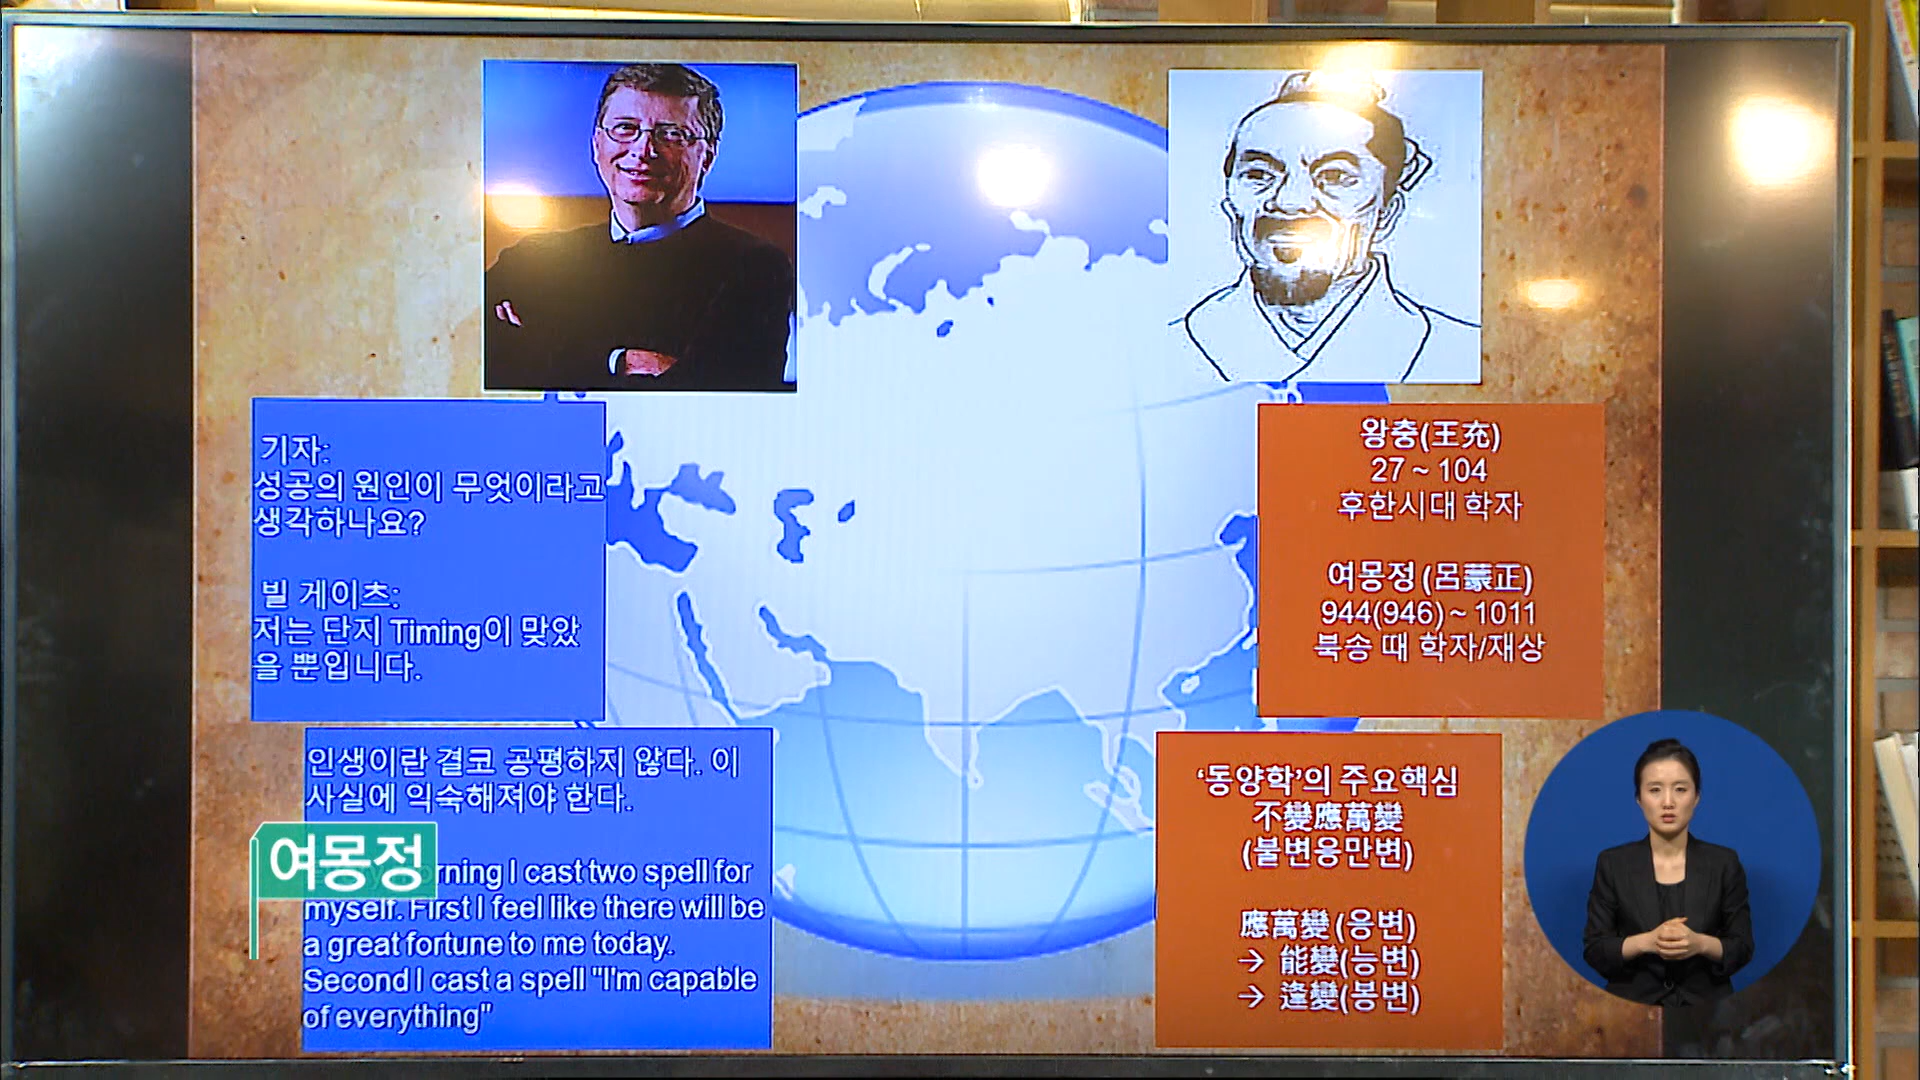 기자:
성공의 원인이 무엇이라고
생각하나요?
빌 게이츠:
저는 단지 Timing이 맞았
을 뿐입니다.
인생이란 결코 공평하지 않다. 이
사실에 익숙해져야 한다.
I cast two spell for
myself. First I feel like there will be
a great fortune to me today.
Second I cast a spell "I'm capable
of everything"
여몽정
왕충(王充)
27 ~ 104
후한시대 학자
여몽정 (呂蒙正)
944(946) ~ 1011
북송 때 학자/재상
‘동양학’의 주요핵심
不變應萬變
(불변응만변)
應萬變 (응변)
→ 能變(능변)
→ 逢變(봉변)